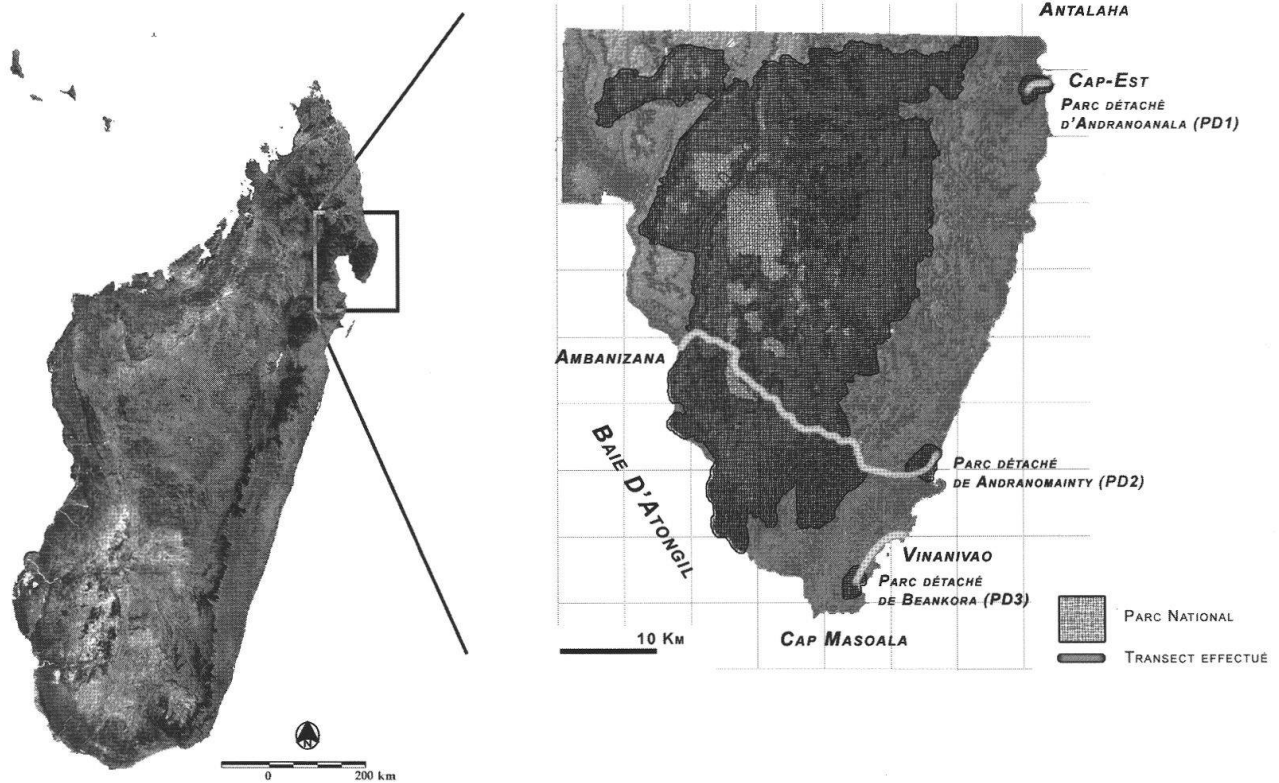 ANTALAHA
CAP-EST
PARC DÉTACHÉ
D'ANDRANOANALA (PD1)
AMBANIZANA
BAIE D'ATONGIL
PARC DÉTACHÉ
DE ANDRANOMAINTY (PD2)
VINANIVAO
PARC DÉTACHÉ
DE BEANKORA (PD3)
CAP MASOALA
10 KM
PARC NATIONAL
TRANSECT EFFECTUÉ
N
0 200 km